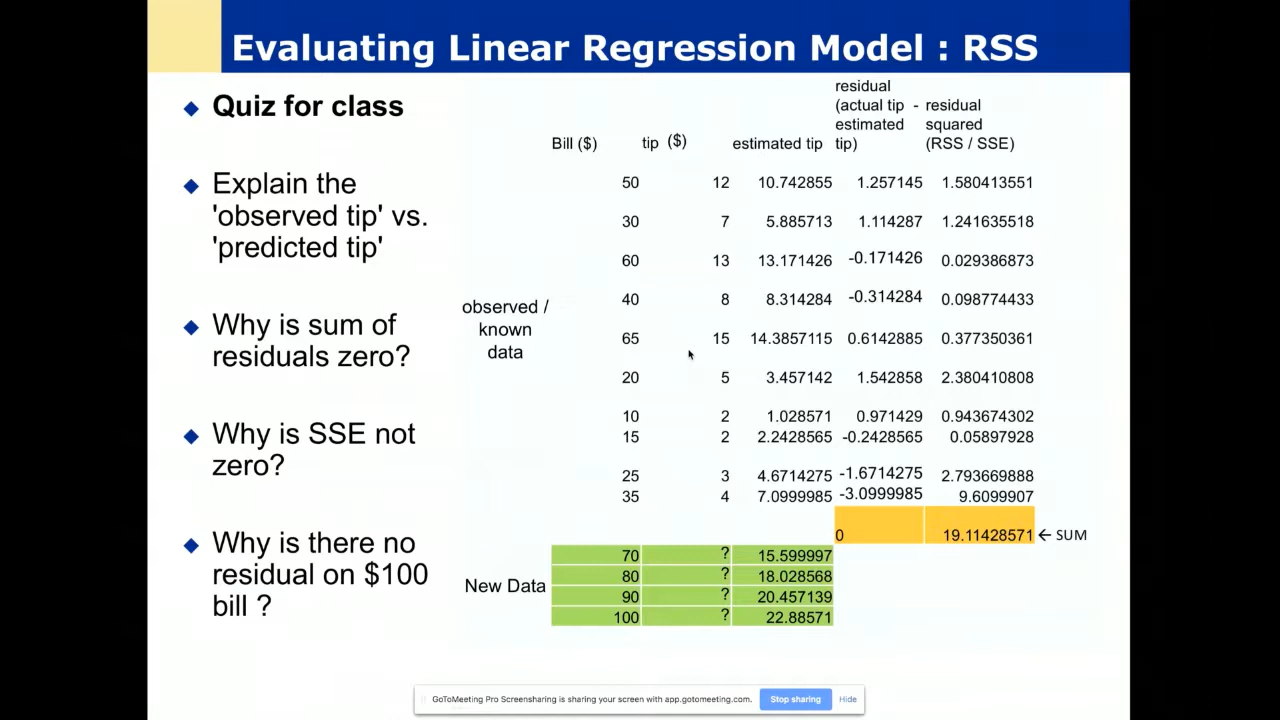 Evaluating Linear Regression Model : RSS
Quiz for class
Explain the
'observed tip' vs.
'predicted tip'
Why is sum of
residuals zero?
Why is SSE not
zero?
Why is there no
residual on $100
bill ?
Bill ($) tip ($) estimated tip residual (actual tip - estimated tip) residual squared (RSS / SSE)
observed /
known
data
50 12 10.742855 1.257145 1.580413551
30 7 5.885713 1.114287 1.241635518
60 13 13.171426 -0.171426 0.029386873
40 8 8.314284 -0.314284 0.098774433
65 15 14.3857115 0.6142885 0.377350361
20 5 3.457142 1.542858 2.380410808
10 2 1.028571 0.971429 0.943674302
15 2 2.2428565 -0.2428565 0.05897928
25 3 4.6714275 -1.6714275 2.793669888
35 4 7.0999985 -3.0999985 9.6099907
0 19.11428571 ← SUM
New Data
70 ? 15.599997
80 ? 18.028568
90 ? 20.457139
100 ? 22.88571
GoToMeeting Pro Screensharing is sharing your screen with app.gotomeeting.com. Stop sharing Hide